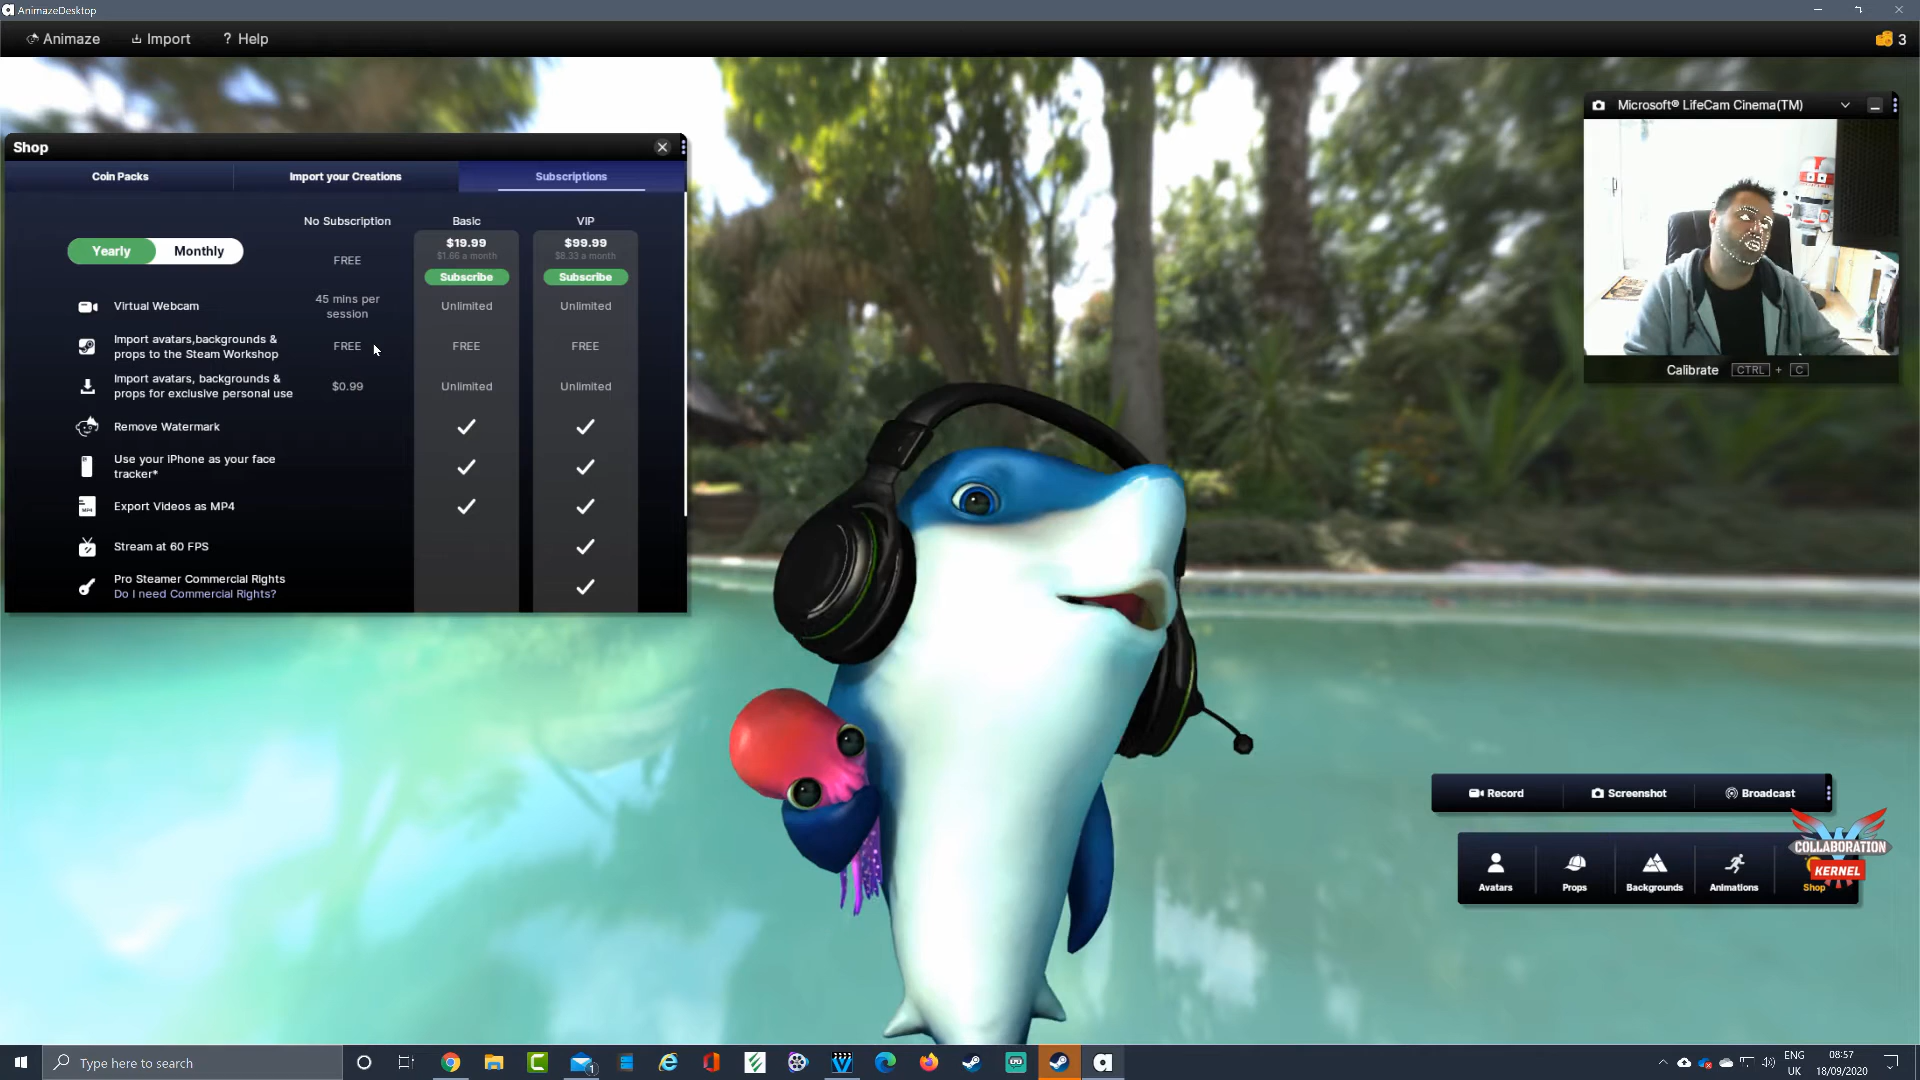 AnimazeDesktop
Animaze Import ? Help 3
Shop
Coin Packs Import your Creations Subscriptions
No Subscription Basic VIP
Yearly Monthly
FREE $19.99 $99.99
$1.66 a month $8.33 a month
Subscribe Subscribe
Virtual Webcam 45 mins per session Unlimited Unlimited
Import avatars,backgrounds &
props to the Steam Workshop FREE FREE FREE
Import avatars, backgrounds &
props for exclusive personal use $0.99 Unlimited Unlimited
Remove Watermark
Use your iPhone as your face
tracker*
MP4 Export Videos as MP4
Stream at 60 FPS
Pro Steamer Commercial Rights
Do I need Commercial Rights?
Microsoft® LifeCam Cinema(TM)
Calibrate CTRL + C
Record Screenshot Broadcast
COLLABORATION
KERNEL
Avatars Props Backgrounds Animations Shop
Type here to search
1
ENG
UK
08:57
18/09/2020